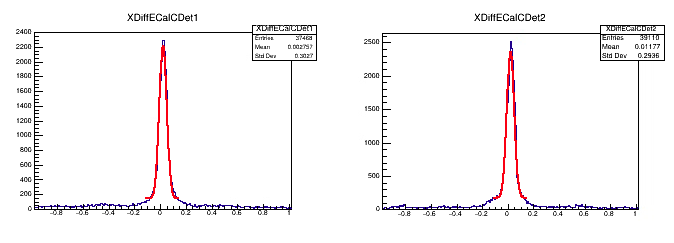 XDiffECalCDet1
XDiffECalCDet1
Entries 37468
Mean 0.002757
Std Dev 0.3027
2400
2200
2000
1800
1600
1400
1200
1000
800
600
400
200
0
-0.8 -0.6 -0.4 -0.2 0 0.2 0.4 0.6 0.8 1
XDiffECalCDet2
XDiffECalCDet2
Entries 39110
Mean 0.01177
Std Dev 0.2936
2500
2000
1500
1000
500
0
-0.8 -0.6 -0.4 -0.2 0 0.2 0.4 0.6 0.8 1